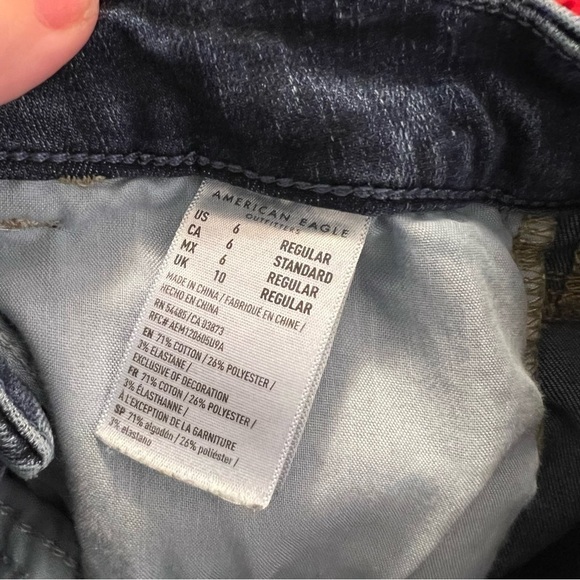 AMERICAN EAGLE
OUTFITTERS
US 6 REGULAR
CA 6 STANDARD
MX 6 REGULAR
UK 10 REGULAR
MADE IN CHINA / FABRIQUÉ EN CHINE /
HECHO EN CHINA
RN 54485 / CA 03873
RFC# AEM120605U9A
EN 71% COTTON / 26% POLYESTER /
3% ELASTANE /
EXCLUSIVE OF DECORATION
FR 71% COTON / 26% POLYESTER /
3% ÉLASTHANNE /
À L'EXCEPTION DE LA GARNITURE
SP 71% algodón / 26% poliéster /
3% elastano